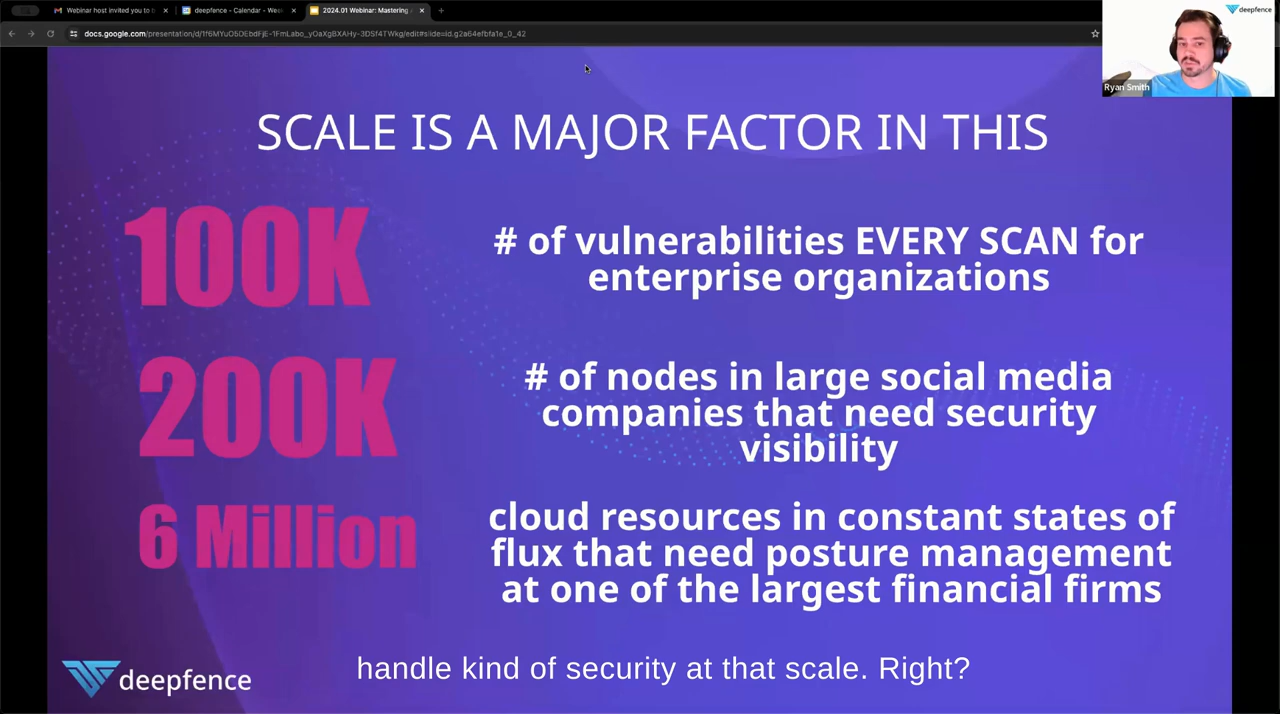 Webinar host invited you to t
deepfence - Calendar - Wee
2024.01 Webinar: Mastering
docs.google.com/presentation/d/1f6MYuO5DEbdFjE-1FmLabo_yOaXgBXAHy-3DSf4TWkg/edit#slide=id.g2a64efbfa1e_0_42
deepfence
Ryan Smith
SCALE IS A MAJOR FACTOR IN THIS
100K
# of vulnerabilities EVERY SCAN for
enterprise organizations
200K
# of nodes in large social media
companies that need security
visibility
6 Million
cloud resources in constant states of
flux that need posture management
at one of the largest financial firms
handle kind of security at that scale. Right?
deepfence